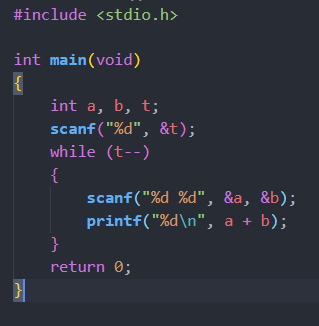 #include <stdio.h>
int main(void)
{
int a, b, t;
scanf("%d", &t);
while (t--)
{
scanf("%d %d", &a, &b);
printf("%d\n", a + b);
}
return 0;
}